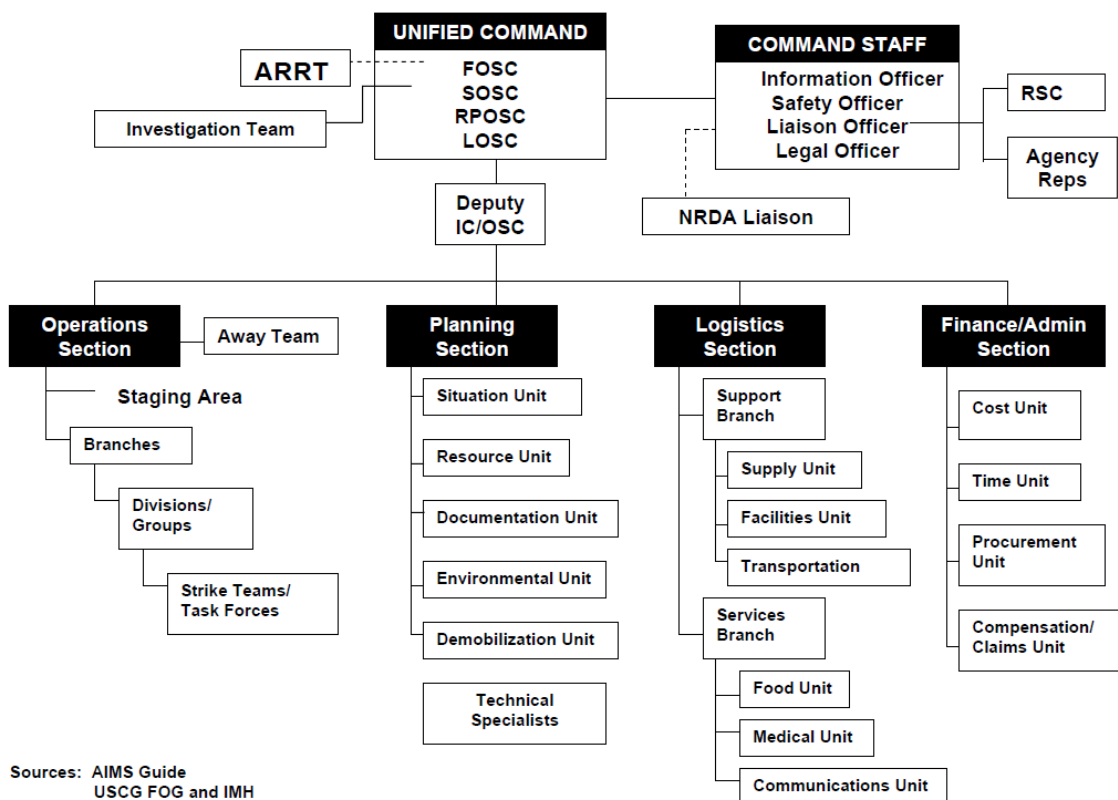 UNIFIED COMMAND
FOSC
SOSC
RPOSC
LOSC
ARRT
Investigation Team
COMMAND STAFF
Information Officer
Safety Officer
Liaison Officer
Legal Officer
RSC
Agency
Reps
NRDA Liaison
Deputy
IC/OSC
Operations
Section
Away Team
Staging Area
Branches
Divisions/
Groups
Strike Teams/
Task Forces
Planning
Section
Situation Unit
Resource Unit
Documentation Unit
Environmental Unit
Demobilization Unit
Technical
Specialists
Logistics
Section
Support
Branch
Supply Unit
Facilities Unit
Transportation
Services
Branch
Food Unit
Medical Unit
Communications Unit
Finance/Admin
Section
Cost Unit
Time Unit
Procurement
Unit
Compensation/
Claims Unit
Sources: AIMS Guide
USCG FOG and IMH